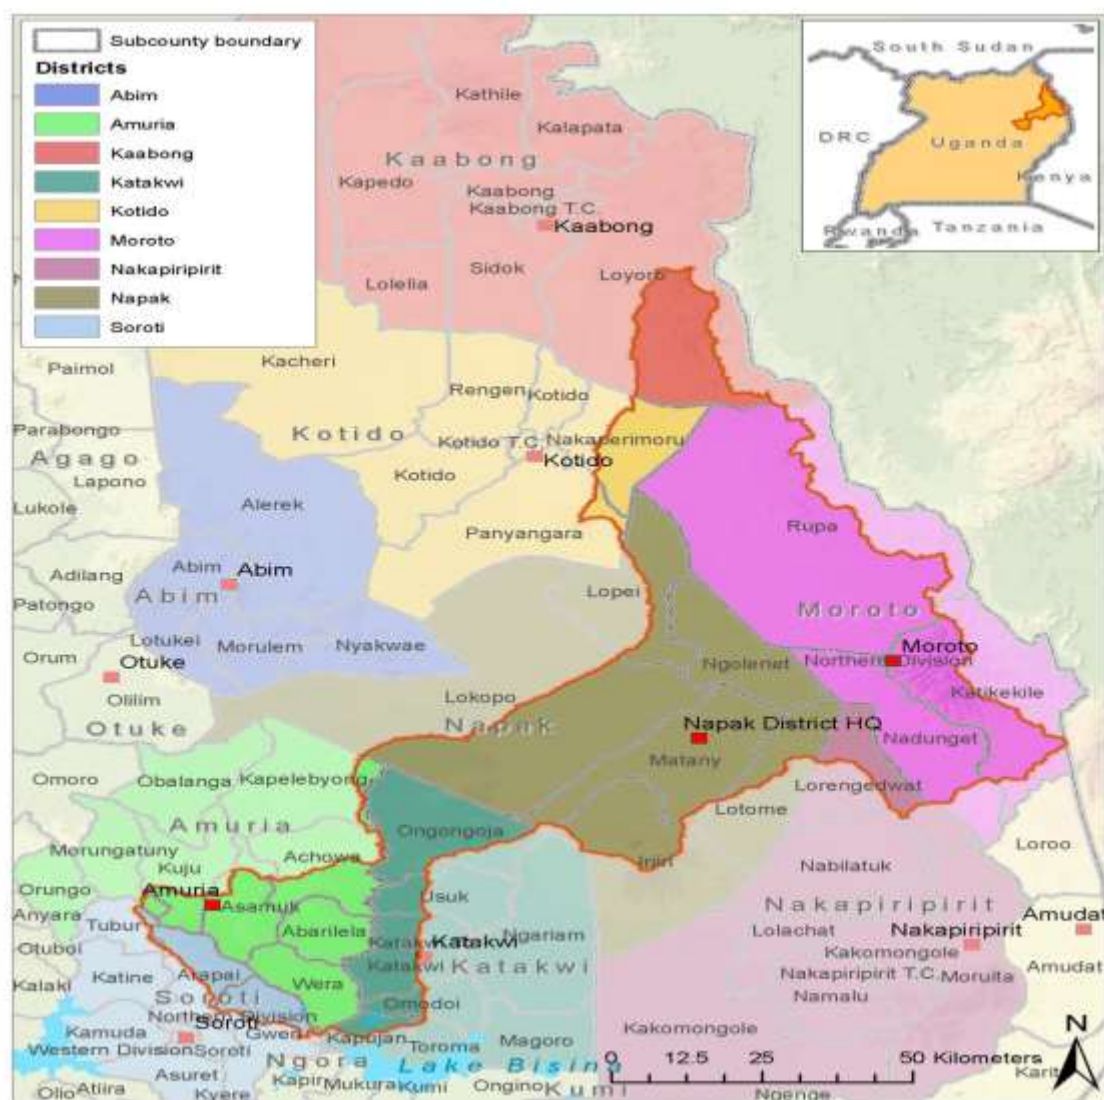 Subcounty boundary
Districts
Abim
Amuria
Kaabong
Katakwi
Kotido
Moroto
Nakapiripirit
Napak
Soroti
South Sudan
DRC
Uganda
Kenya
Rwanda
Tanzania
Kathile
Kalapata
Kaabong
Kapedo
Kaabong
Kaabong T.C.
Kaabong
Sidok
Loyoro
Lolelia
Kacheri
Paimol
Rengen
Kotido
Kotido
Parabongo
Kotido T.C.
Nakaperimoru
Agago
Kotido
Kotido
Lapono
Lukole
Alerek
Panyangara
Rupa
Adilang
Abim
Abim
Abim
Lopei
Patongo
Moroto
Lotukei
Morulem
Nyakwae
Moroto
Orum
Otuke
Ngoleriet
Northern Division
Olilim
Lokopo
Katikekile
Otuke
Napak
Napak District HQ
Nadunget
Matany
Omoro
Obalanga
Kapelebyong
Lorengedwat
Lotome
Amuria
Ongongoja
Morungatuny
Achowa
Loroo
Kuju
Iriiri
Nabilatuk
Orungo
Amuria
Asamuk
Usuk
Nakapiripirit
Anyara
Amudat
Tubur
Abarilela
Ngariam
Lolachat
Nakapiripirit
Otuboi
Katakwi
Katakwi
Kakomongole
Katine
Arapai
Katakwi
Katakwi
Nakapiripirit T.C.
Moruita
Amudat
Kalaki
Wera
Soroti
Omodoi
Namalu
Northern Division
Kamuda
Soroti
Gweri
Kapujan
Magoro
Kakomongole
N
Western Division
Soroti
Toroma
Ngora
Lake Bisina
0 12.5 25 50 Kilometers
Asuret
Kapir
Mukura
Kumi
Ongino
Kumi
Karita
Olio
Atiira
Kyere
Ngenge